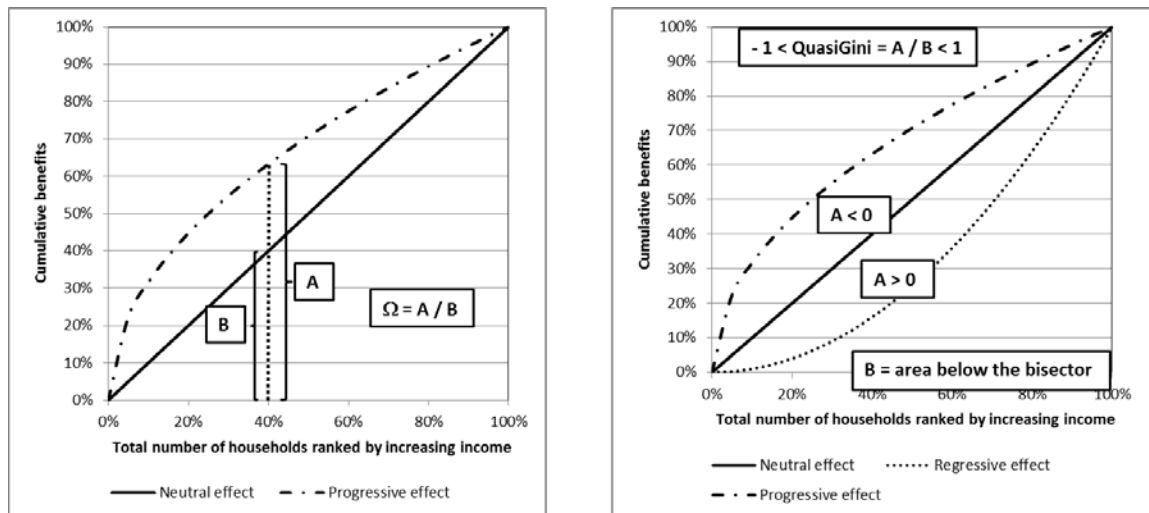 100%
90%
80%
70%
60%
50%
40%
30%
20%
10%
0%
Cumulative benefits
A
B
Ω = A / B
0% 20% 40% 60% 80% 100%
Total number of households ranked by increasing income
Neutral effect Progressive effect
100%
90%
80%
70%
60%
50%
40%
30%
20%
10%
0%
Cumulative benefits
- 1 < QuasiGini = A / B < 1
A < 0
A > 0
B = area below the bisector
0% 20% 40% 60% 80% 100%
Total number of households ranked by increasing income
Neutral effect Regressive effect
Progressive effect